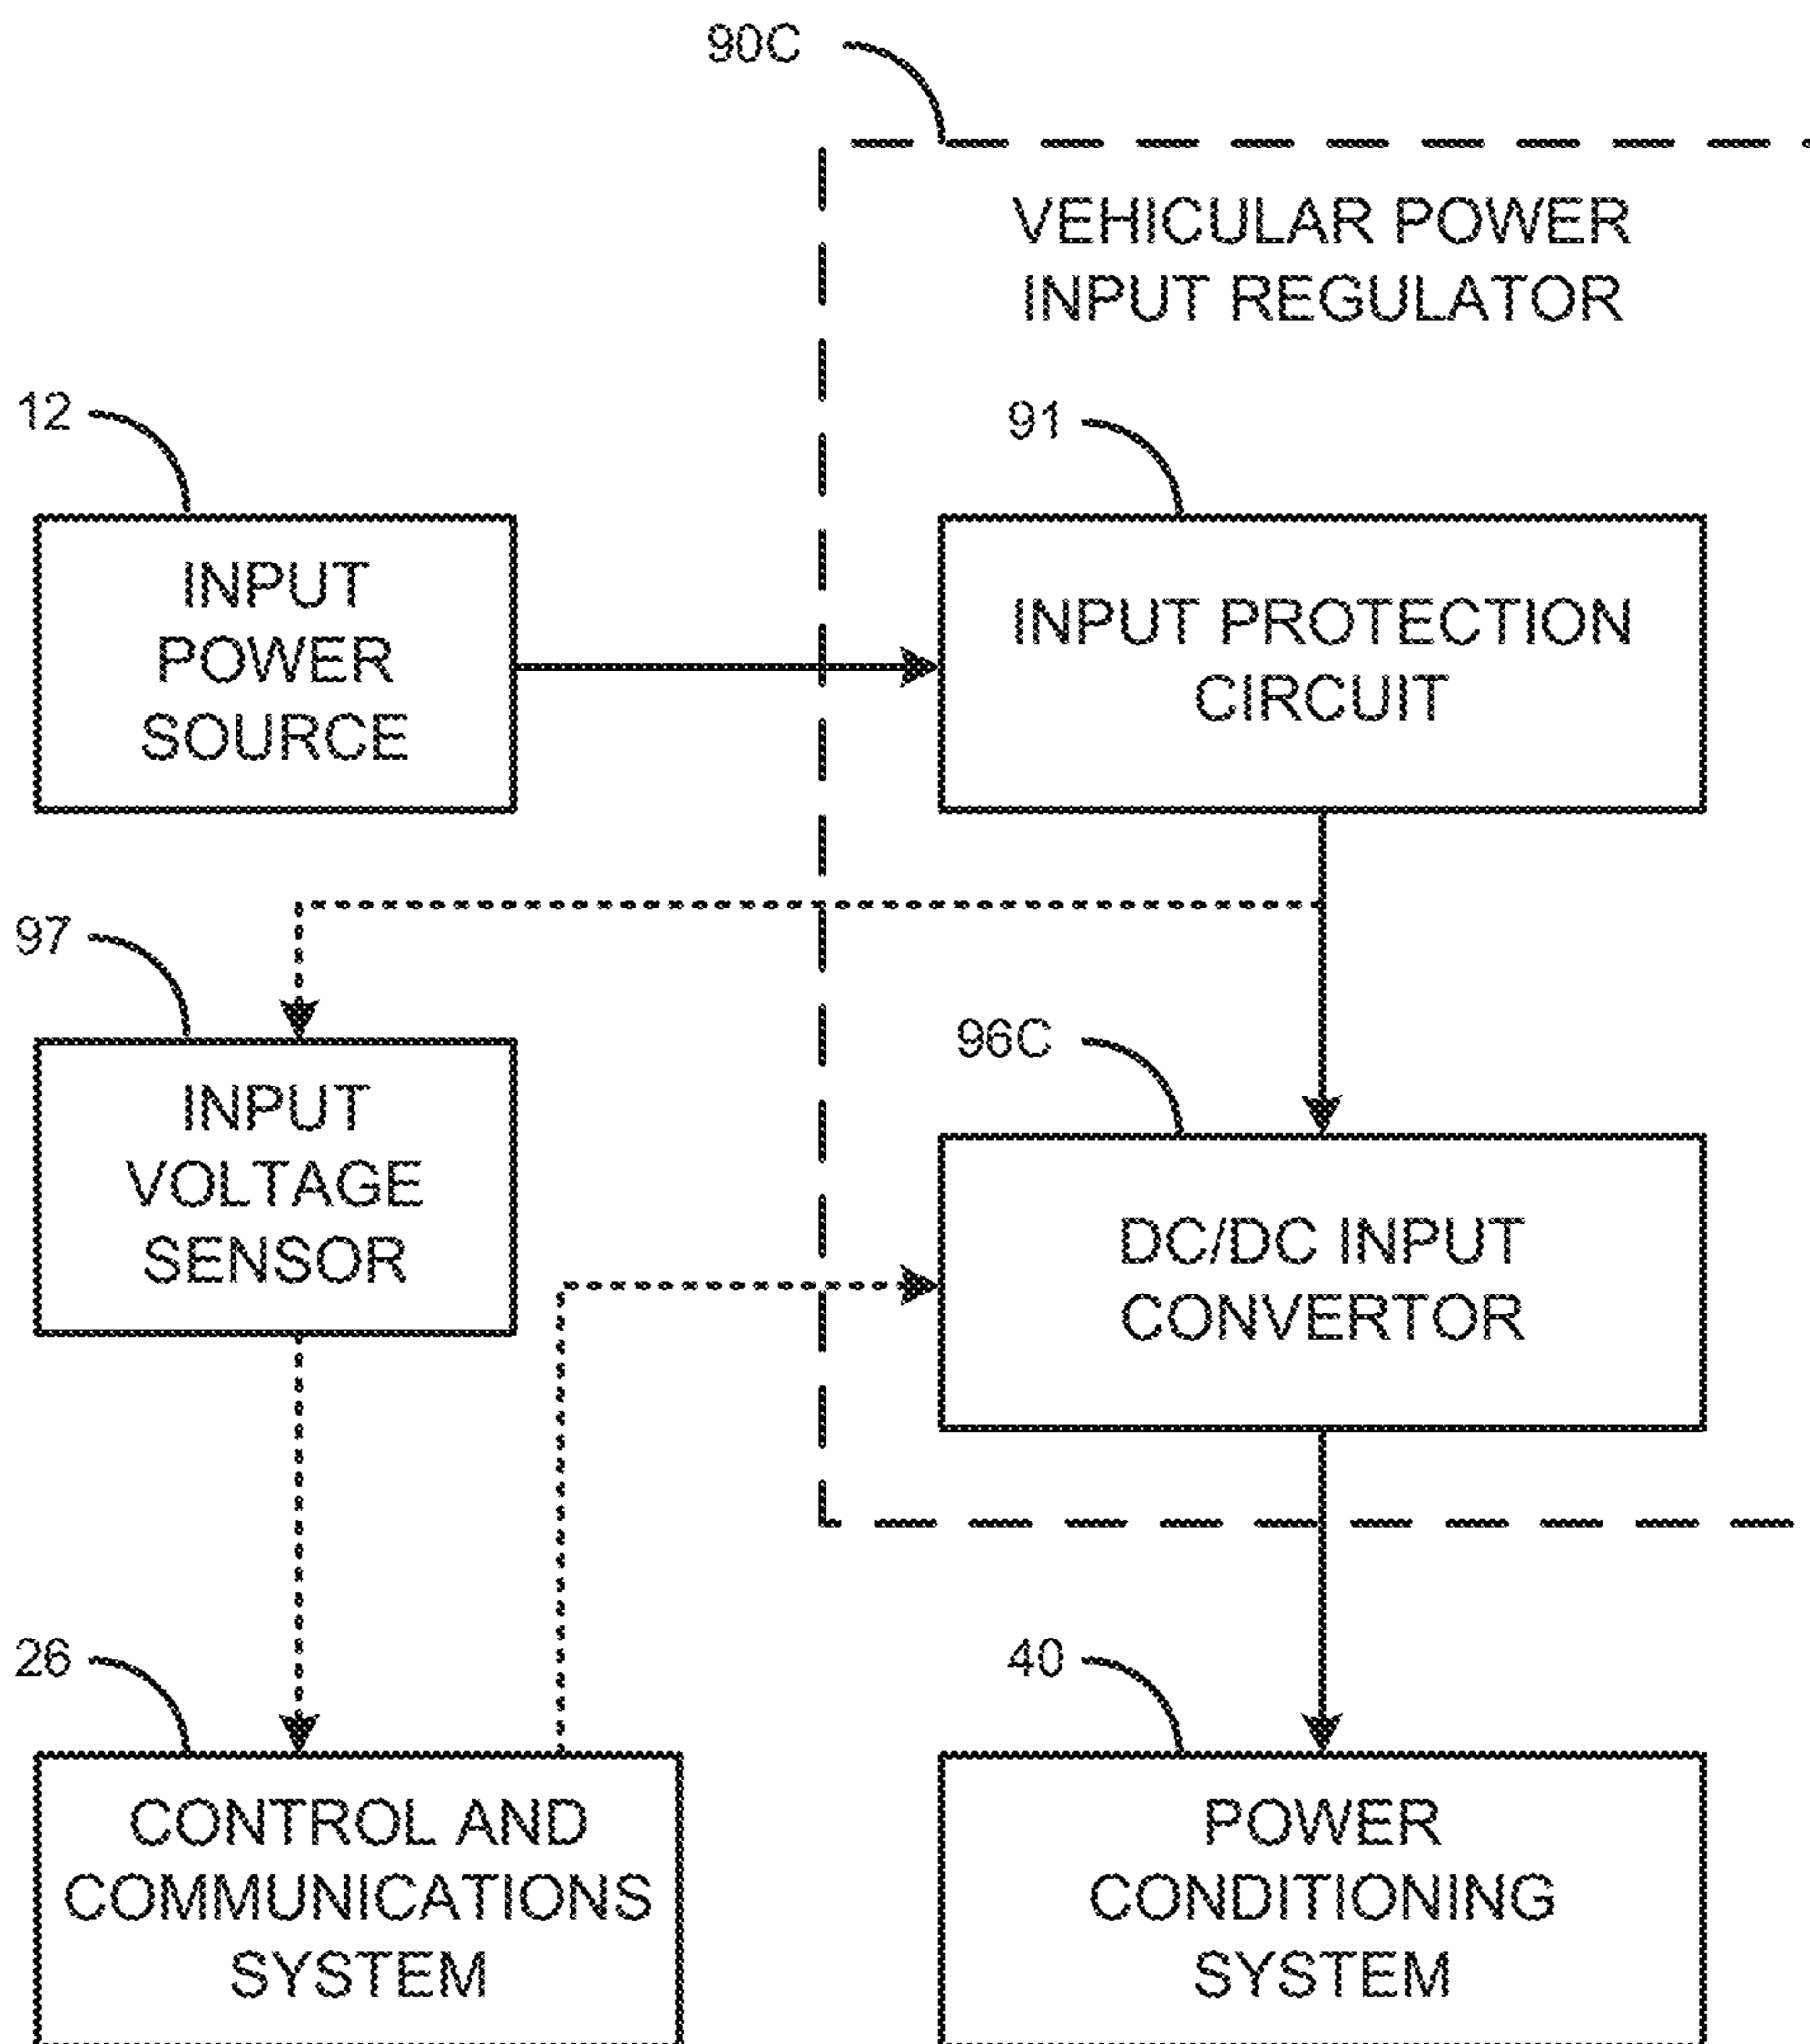 90C
VEHICULAR POWER
INPUT REGULATOR
12
91
INPUT
POWER
SOURCE
INPUT PROTECTION
CIRCUIT
97
96C
INPUT
VOLTAGE
SENSOR
DC/DC INPUT
CONVERTOR
26
40
CONTROL AND
COMMUNICATIONS
SYSTEM
POWER
CONDITIONING
SYSTEM